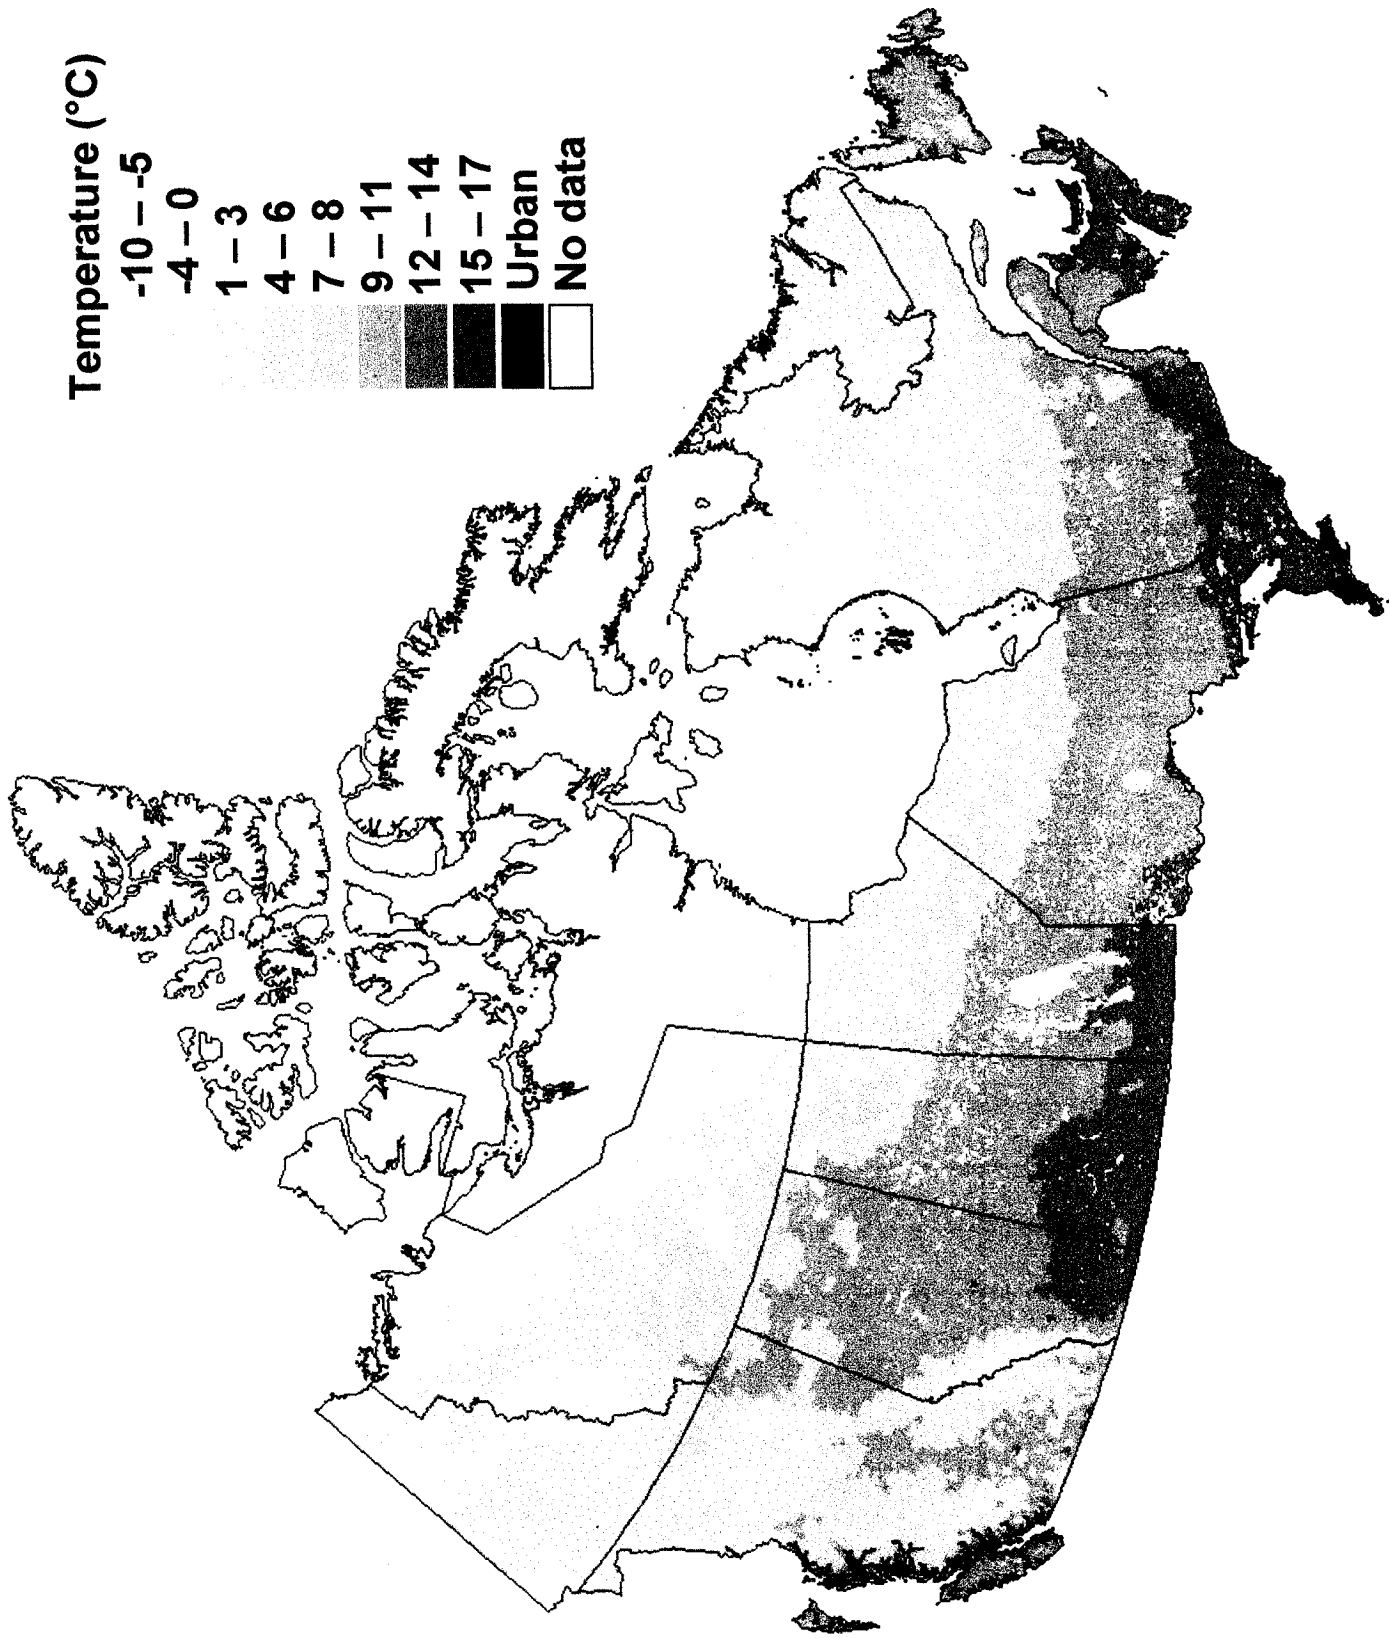 Temperature (°C)
-10 – -5
-4 – 0
1 – 3
4 – 6
7 – 8
9 – 11
12 – 14
15 – 17
Urban
No data